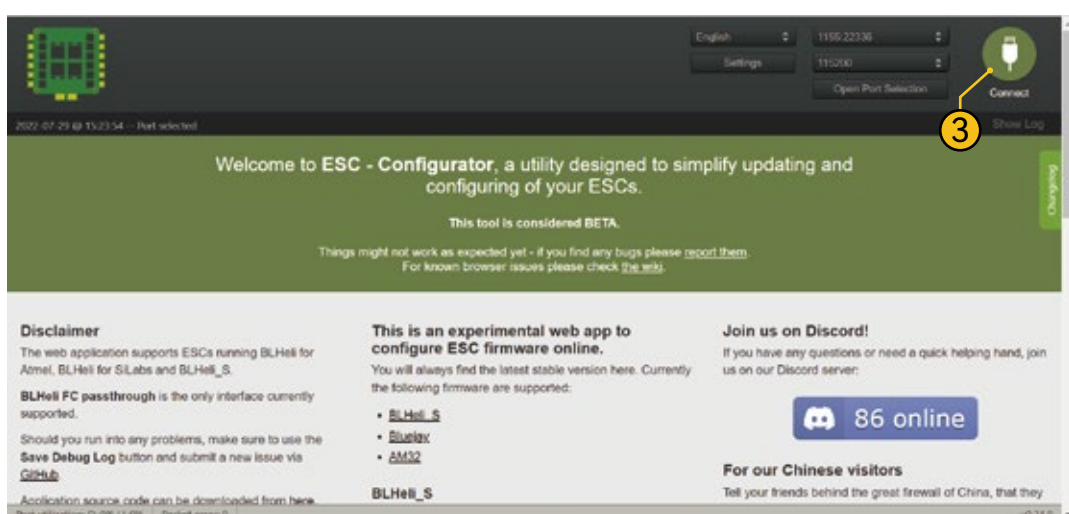 English
1155:22336
Settings
115200
Open Port Selection
Connect
3
2022-07-29 @ 15:23:54 -- Port selected
Show Log
Welcome to ESC - Configurator, a utility designed to simplify updating and
configuring of your ESCs.
Changelog
This tool is considered BETA.
Things might not work as expected yet - if you find any bugs please report them.
For known browser issues please check the wiki.
Disclaimer
The web application supports ESCs running BLHeli for
Atmel, BLHeli for SiLabs and BLHeli_S.
BLHeli FC passthrough is the only interface currently
supported.
Should you run into any problems, make sure to use the
Save Debug Log button and submit a new issue via
GitHub.
Application source code can be downloaded from here.
This is an experimental web app to
configure ESC firmware online.
You will always find the latest stable version here. Currently
the following firmware are supported:
• BLHeli_S
• Bluejay
• AM32
BLHeli_S
Join us on Discord!
If you have any questions or need a quick helping hand, join
us on our Discord server:
86 online
For our Chinese visitors
Tell your friends behind the great firewall of China, that they